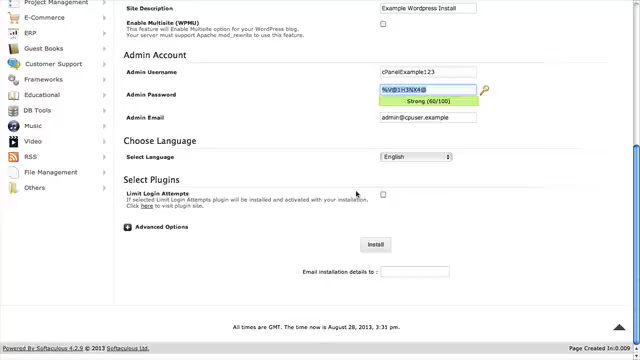 Project Management
E-Commerce
ERP
Guest Books
Customer Support
Frameworks
Educational
DB Tools
Music
Video
RSS
File Management
Others
Site Description
Example Wordpress Install
Enable Multisite (WPMU)
This feature will Enable Multisite option for your WordPress blog.
Your server must support Apache mod_rewrite to use this feature.
Admin Account
Admin Username
cPanelExample123
Admin Password
Strong (60/100)
Admin Email
admin@cpuser.example
Choose Language
Select Language
English
Select Plugins
Limit Login Attempts
If selected Limit Login Attempts plugin will be installed and activated with your installation.
Click here to visit plugin site.
Advanced Options
Install
Email installation details to :
All times are GMT. The time now is August 28, 2013, 3:31 pm.
Powered By Softaculous 4.2.9 © 2013 Softaculous Ltd.
Page Created In:0.009